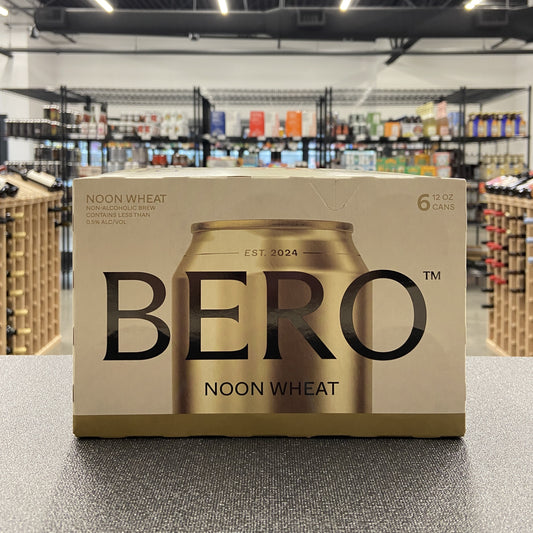 NOON WHEAT
NON-ALCOHOLIC BREW
CONTAINS LESS THAN
0.5% ALC/VOL
6 12 OZ
CANS
EST. 2024
BERO™
NOON WHEAT